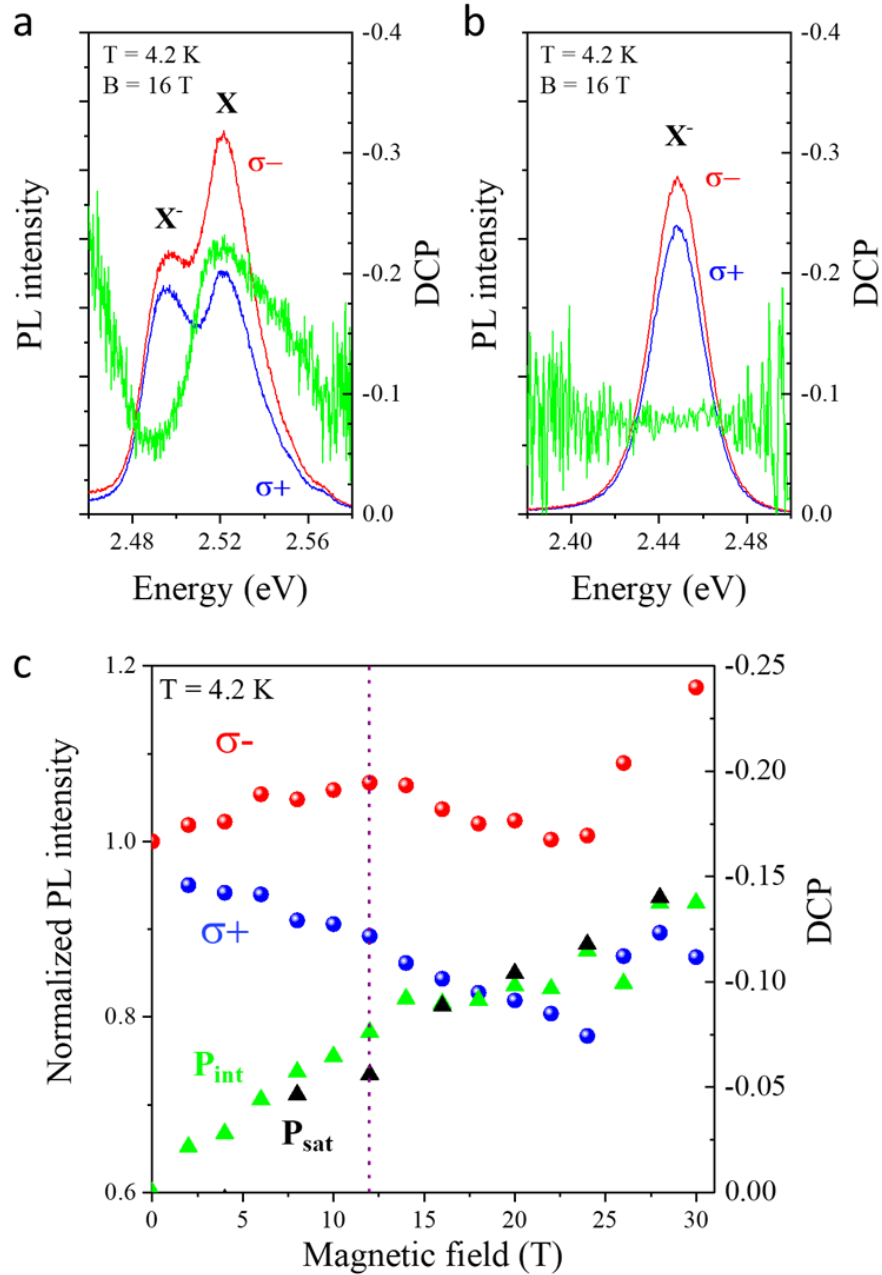 a
T = 4.2 K
B = 16 T
X
X-
σ−
σ+
PL intensity
DCP
-0.4
-0.3
-0.2
-0.1
0.0
2.48
2.52
2.56
Energy (eV)
b
T = 4.2 K
B = 16 T
X-
σ−
σ+
PL intensity
DCP
-0.4
-0.3
-0.2
-0.1
0.0
2.40
2.44
2.48
Energy (eV)
c
T = 4.2 K
σ-
σ+
Pint
Psat
Normalized PL intensity
1.2
1.0
0.8
0.6
DCP
-0.25
-0.20
-0.15
-0.10
-0.05
0.00
0
5
10
15
20
25
30
Magnetic field (T)